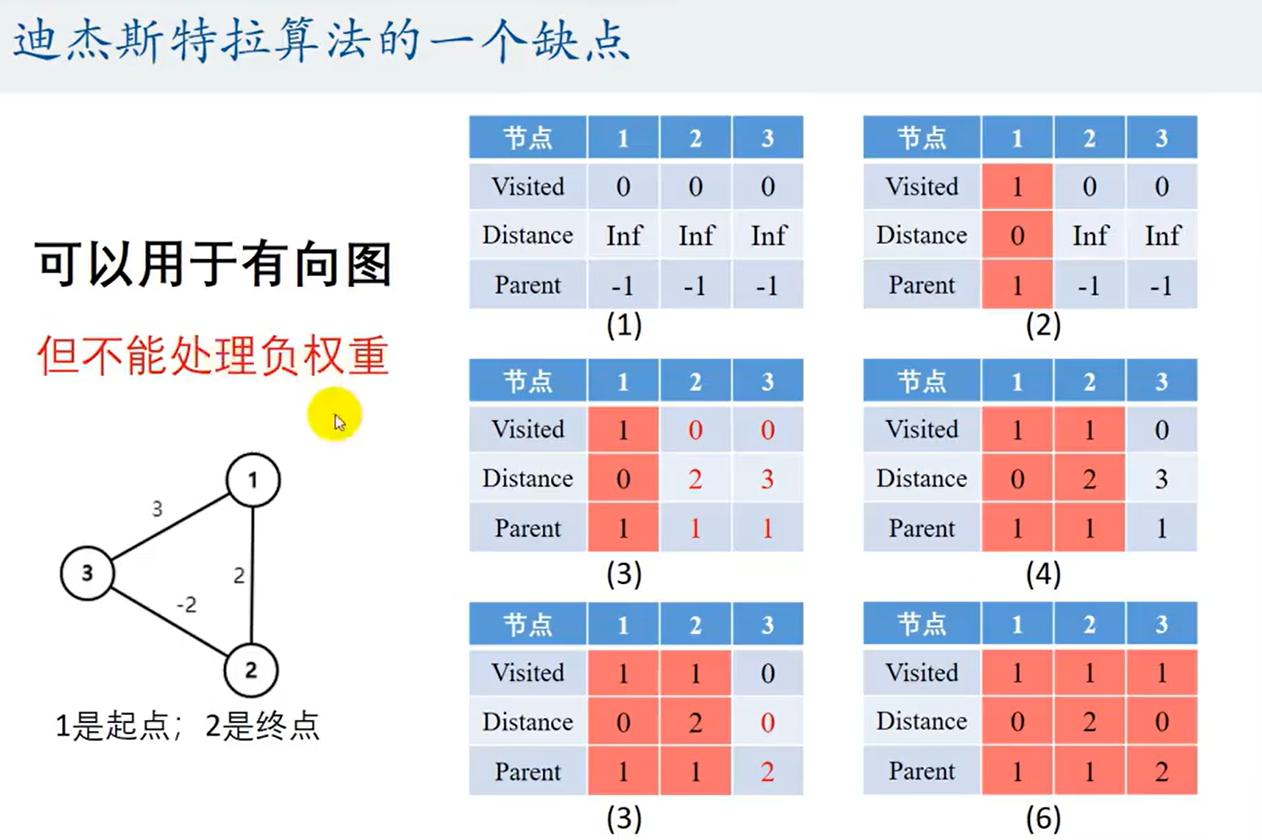 迪杰斯特拉算法的一个缺点
可以用于有向图
但不能处理负权重
1
3
2
3
-2
2
1是起点；2是终点
节点 1 2 3
Visited 0 0 0
Distance Inf Inf Inf
Parent -1 -1 -1
(1)
节点 1 2 3
Visited 1 0 0
Distance 0 Inf Inf
Parent 1 -1 -1
(2)
节点 1 2 3
Visited 1 0 0
Distance 0 2 3
Parent 1 1 1
(3)
节点 1 2 3
Visited 1 1 0
Distance 0 2 3
Parent 1 1 1
(4)
节点 1 2 3
Visited 1 1 0
Distance 0 2 0
Parent 1 1 2
(3)
节点 1 2 3
Visited 1 1 1
Distance 0 2 0
Parent 1 1 2
(6)